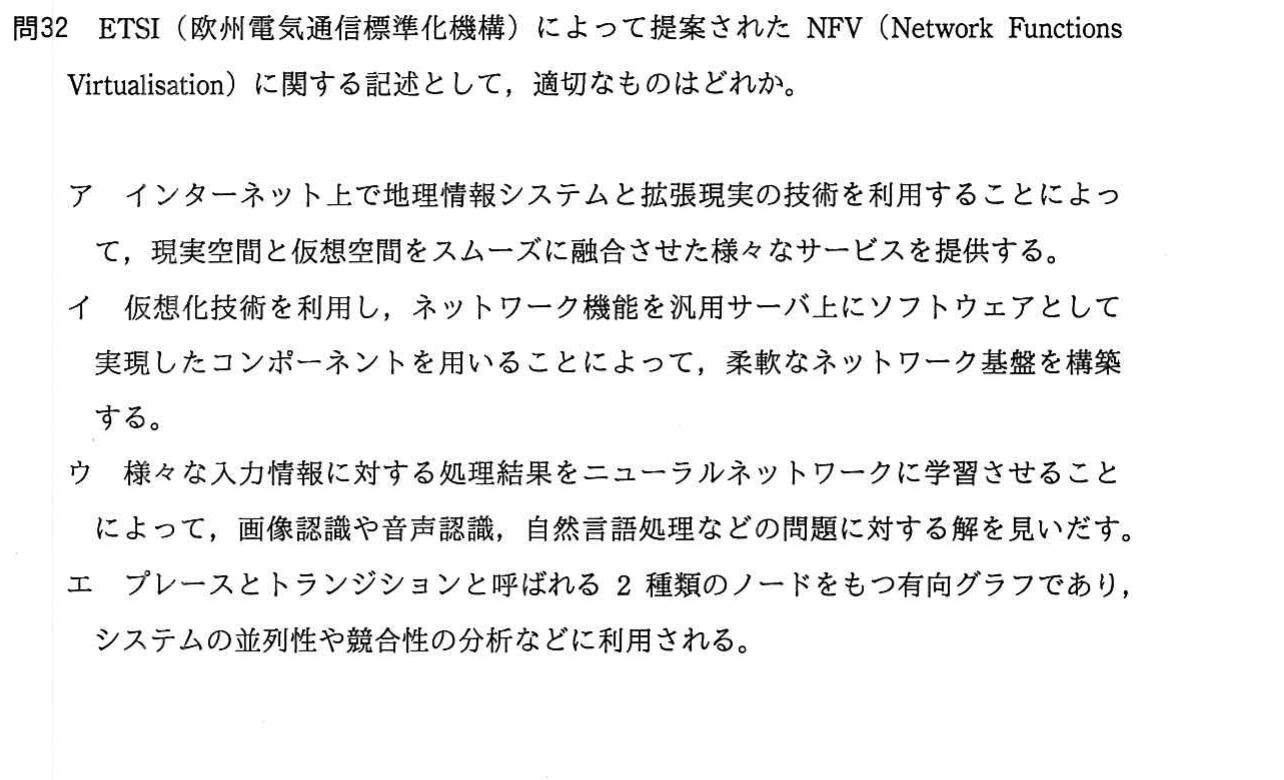 問32 ETSI(欧州電気通信標準化機構)によって提案された NFV(Network Functions
Virtualisation)に関する記述として,適切なものはどれか。
ア インターネット上で地理情報システムと拡張現実の技術を利用することによっ
て,現実空間と仮想空間をスムーズに融合させた様々なサービスを提供する。
イ 仮想化技術を利用し,ネットワーク機能を汎用サーバ上にソフトウェアとして
実現したコンポーネントを用いることによって,柔軟なネットワーク基盤を構築
する。
ウ 様々な入力情報に対する処理結果をニューラルネットワークに学習させること
によって,画像認識や音声認識,自然言語処理などの問題に対する解を見いだす。
エ プレースとトランジションと呼ばれる 2 種類のノードをもつ有向グラフであり,
システムの並列性や競合性の分析などに利用される。